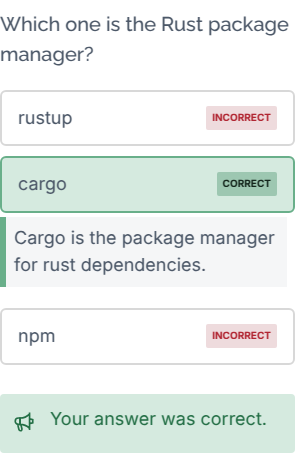 Which one is the Rust package
manager?
rustup INCORRECT
cargo CORRECT
Cargo is the package manager
for rust dependencies.
npm INCORRECT
Your answer was correct.